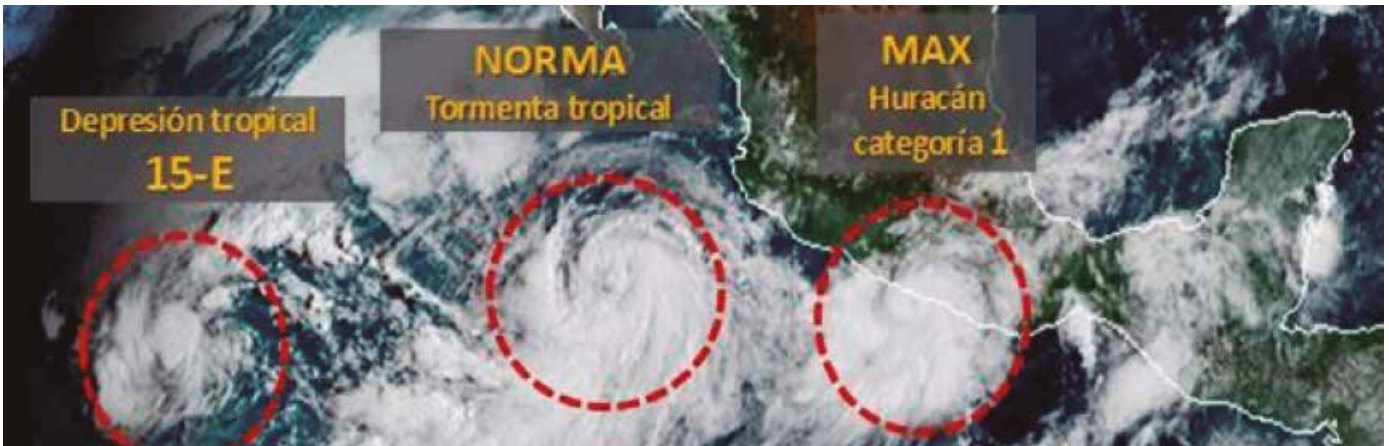 Depresión tropical
15-E
NORMA
Tormenta tropical
MAX
Huracán
categoría 1